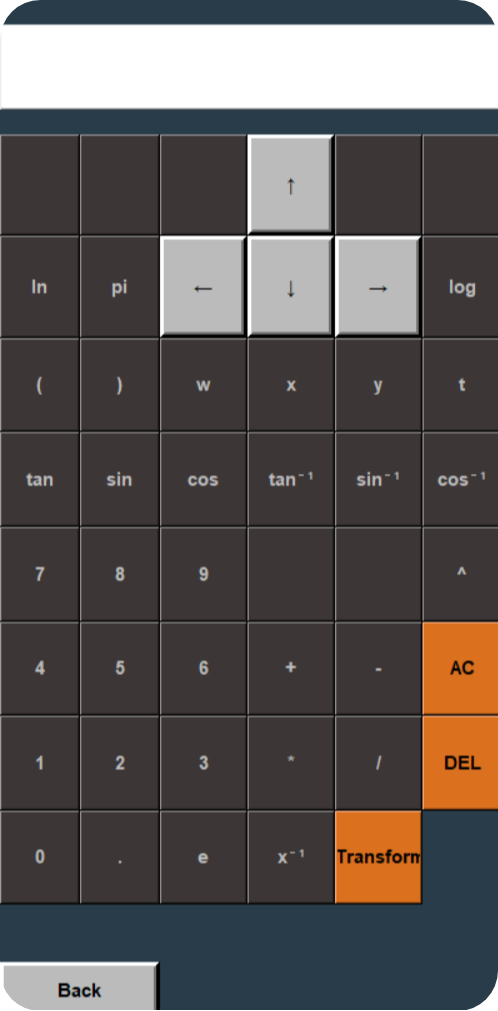 ↑
ln pi ← ↓ → log
( ) w x y t
tan sin cos tan⁻¹ sin⁻¹ cos⁻¹
7 8 9 ^
4 5 6 + - AC
1 2 3 * / DEL
0 . e x⁻¹ Transform
Back